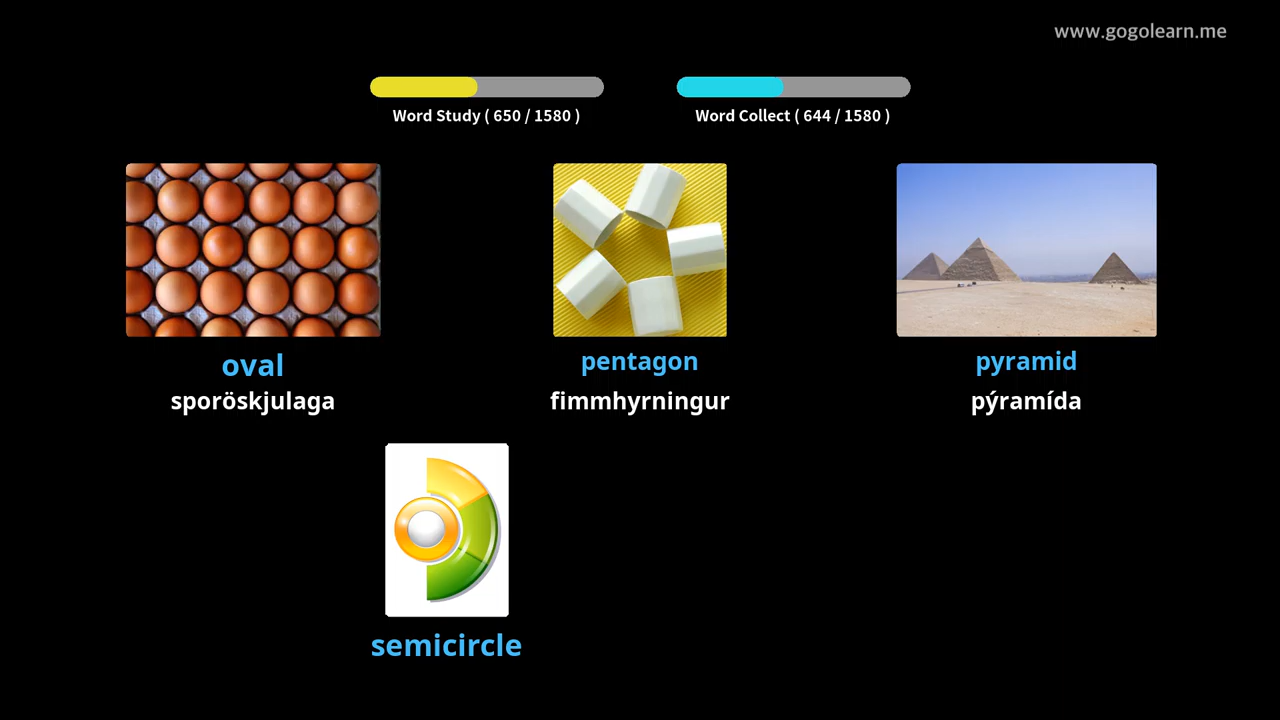 www.gogolearn.me
Word Study ( 650 / 1580 )
Word Collect ( 644 / 1580 )
oval
sporöskjulaga
pentagon
fimmhyrningur
pyramid
pýramída
semicircle